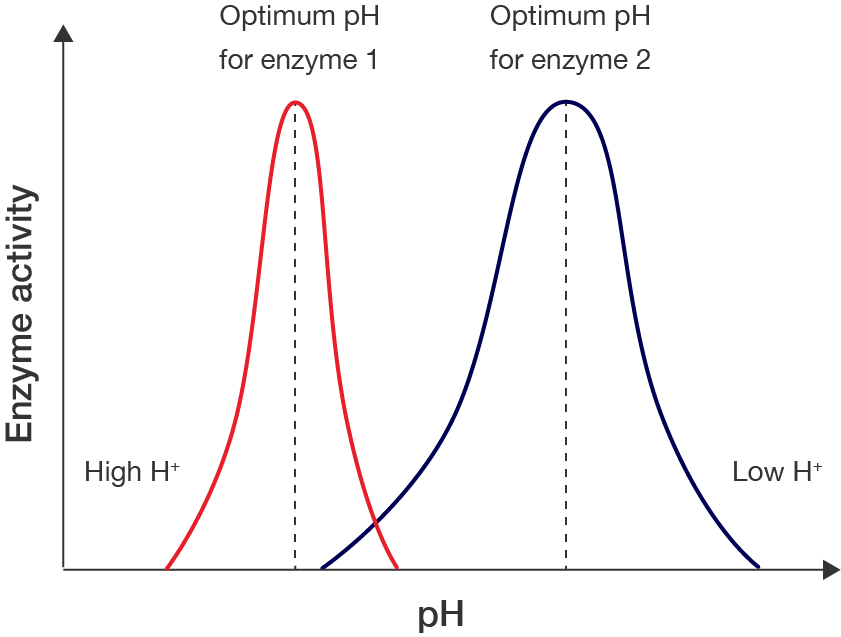 Optimum pH
for enzyme 1
Optimum pH
for enzyme 2
Enzyme activity
High H⁺
Low H⁺
pH